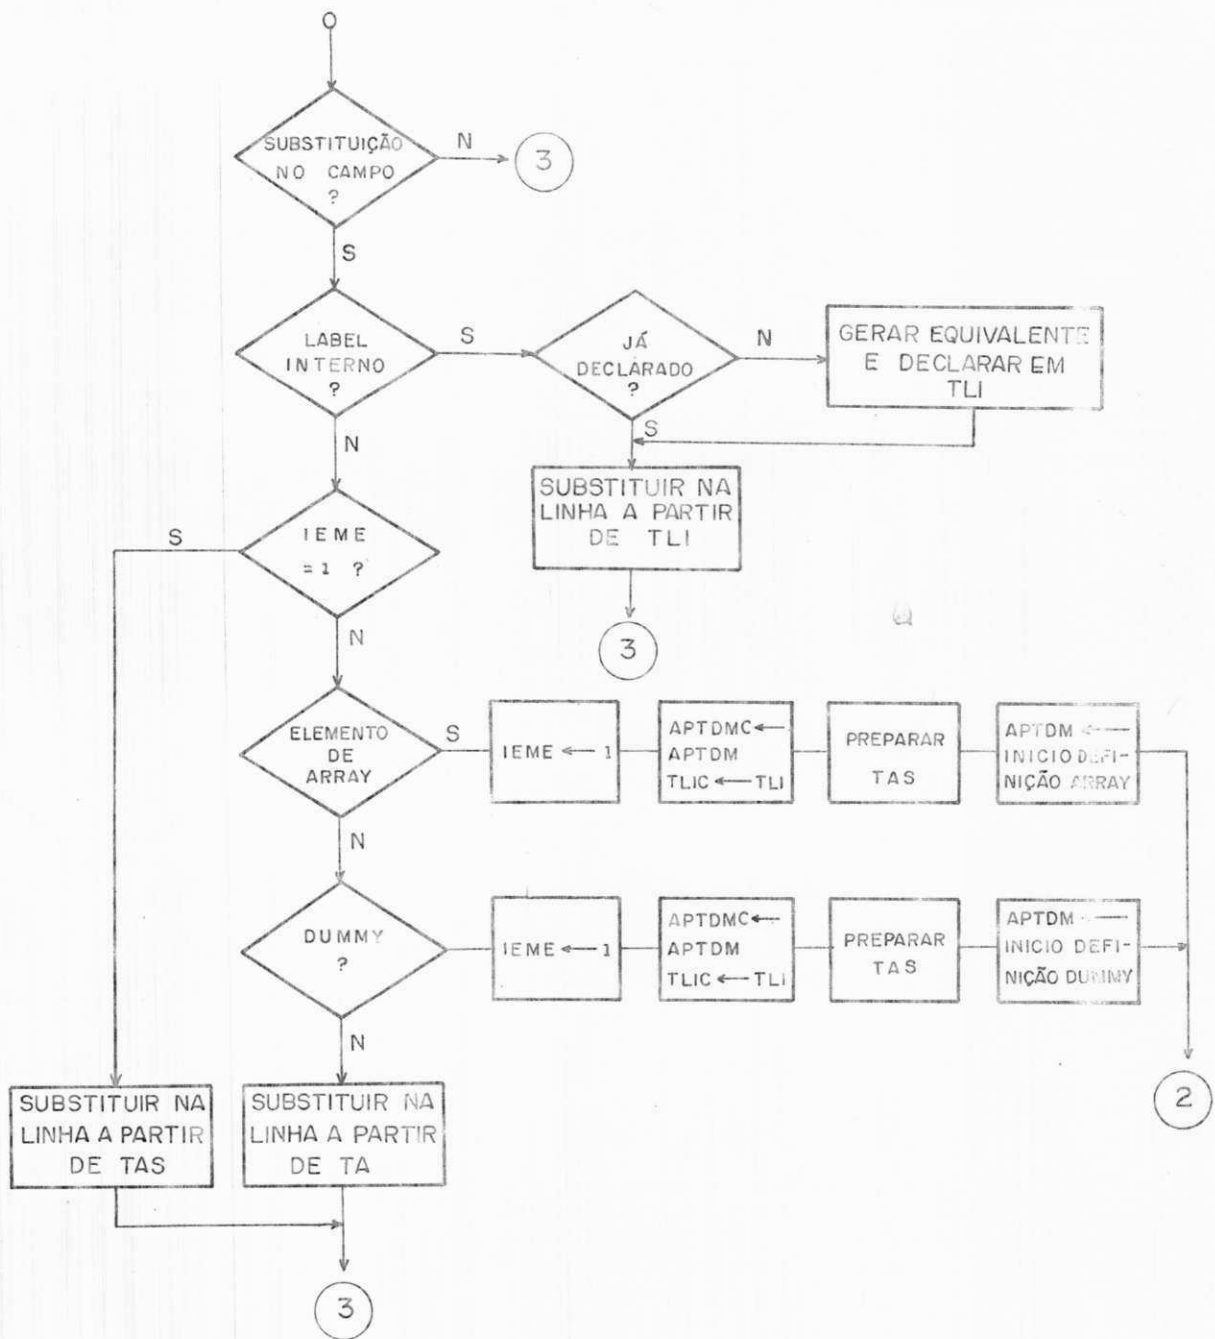 O
SUBSTITUIÇÃO
NO CAMPO
?
N
3
S
LABEL
INTERNO
?
S
JÁ
DECLARADO
?
N
GERAR EQUIVALENTE
E DECLARAR EM
TLI
N
S
SUBSTITUIR NA
LINHA A PARTIR
DE TLI
3
IEME
=1 ?
S
N
ELEMENTO
DE
ARRAY
S
IEME ← 1
APTDMC ←
APTDM
TLIC ← TLI
PREPARAR
TAS
APTDM ←
INICIO DEFI-
NIÇÃO ARRAY
N
DUMMY
?
IEME ← 1
APTDMC ←
APTDM
TLIC ← TLI
PREPARAR
TAS
APTDM ←
INICIO DEFI-
NIÇÃO DUMMY
N
2
SUBSTITUIR NA
LINHA A PARTIR
DE TAS
SUBSTITUIR NA
LINHA A PARTIR
DE TA
3